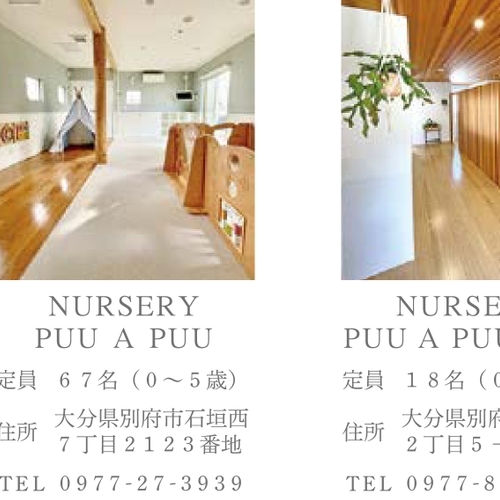 NURSERY
PUU A PUU
定員 67名(0〜5歳)
住所 大分県別府市石垣西
7丁目2123番地
TEL 0977-27-3939
NURSE
PUU A PUU
定員 18名(0
住所 大分県別府
2丁目5-
TEL 0977-8